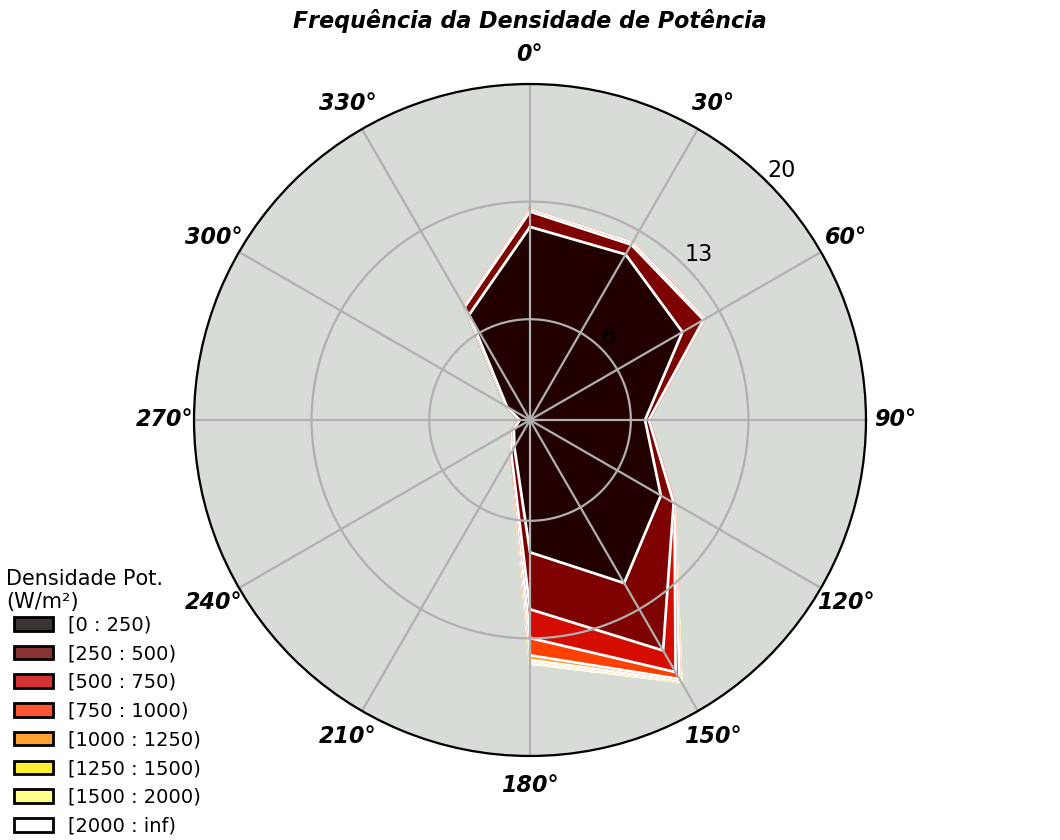 Frequência da Densidade de Potência
0°
330°
30°
20
300°
60°
13
6
270°
90°
Densidade Pot.
(W/m²)
240°
120°
[0 : 250)
[250 : 500)
[500 : 750)
[750 : 1000)
210°
150°
[1000 : 1250)
[1250 : 1500)
180°
[1500 : 2000)
[2000 : inf)